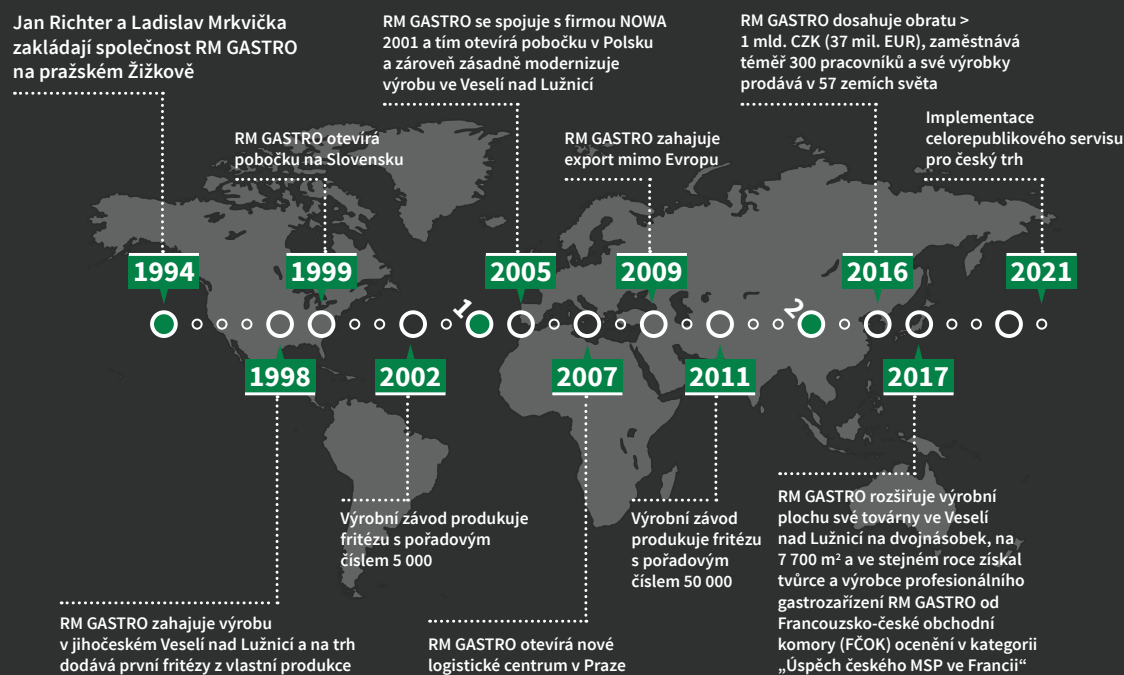 Jan Richter a Ladislav Mrkvička
zakládají společnost RM GASTRO
na pražském Žižkově
RM GASTRO se spojuje s firmou NOWA
2001 a tím otevírá pobočku v Polsku
a zároveň zásadně modernizuje
výrobu ve Veselí nad Lužnicí
RM GASTRO dosahuje obratu >
1 mld. CZK (37 mil. EUR), zaměstnává
téměř 300 pracovníků a své výrobky
prodává v 57 zemích světa
RM GASTRO otevírá
pobočku na Slovensku
RM GASTRO zahajuje
export mimo Evropu
Implementace
celorepublikového servisu
pro český trh
1994
1999
2005
2009
2016
2021
1
2
1998
2002
2007
2011
2017
Výrobní závod produkuje
fritézu s pořadovým
číslem 5 000
Výrobní závod
produkuje fritézu
s pořadovým
číslem 50 000
RM GASTRO rozšiřuje výrobní
plochu své továrny ve Veselí
nad Lužnicí na dvojnásobek, na
7 700 m² a ve stejném roce získal
tvůrce a výrobce profesionálního
gastrozařízení RM GASTRO od
Francouzsko-české obchodní
komory (FČOK) ocenění v kategorii
„Úspěch českého MSP ve Francii“
RM GASTRO zahajuje výrobu
v jihočeském Veselí nad Lužnicí a na trh
dodává první fritézy z vlastní produkce
RM GASTRO otevírá nové
logistické centrum v Praze